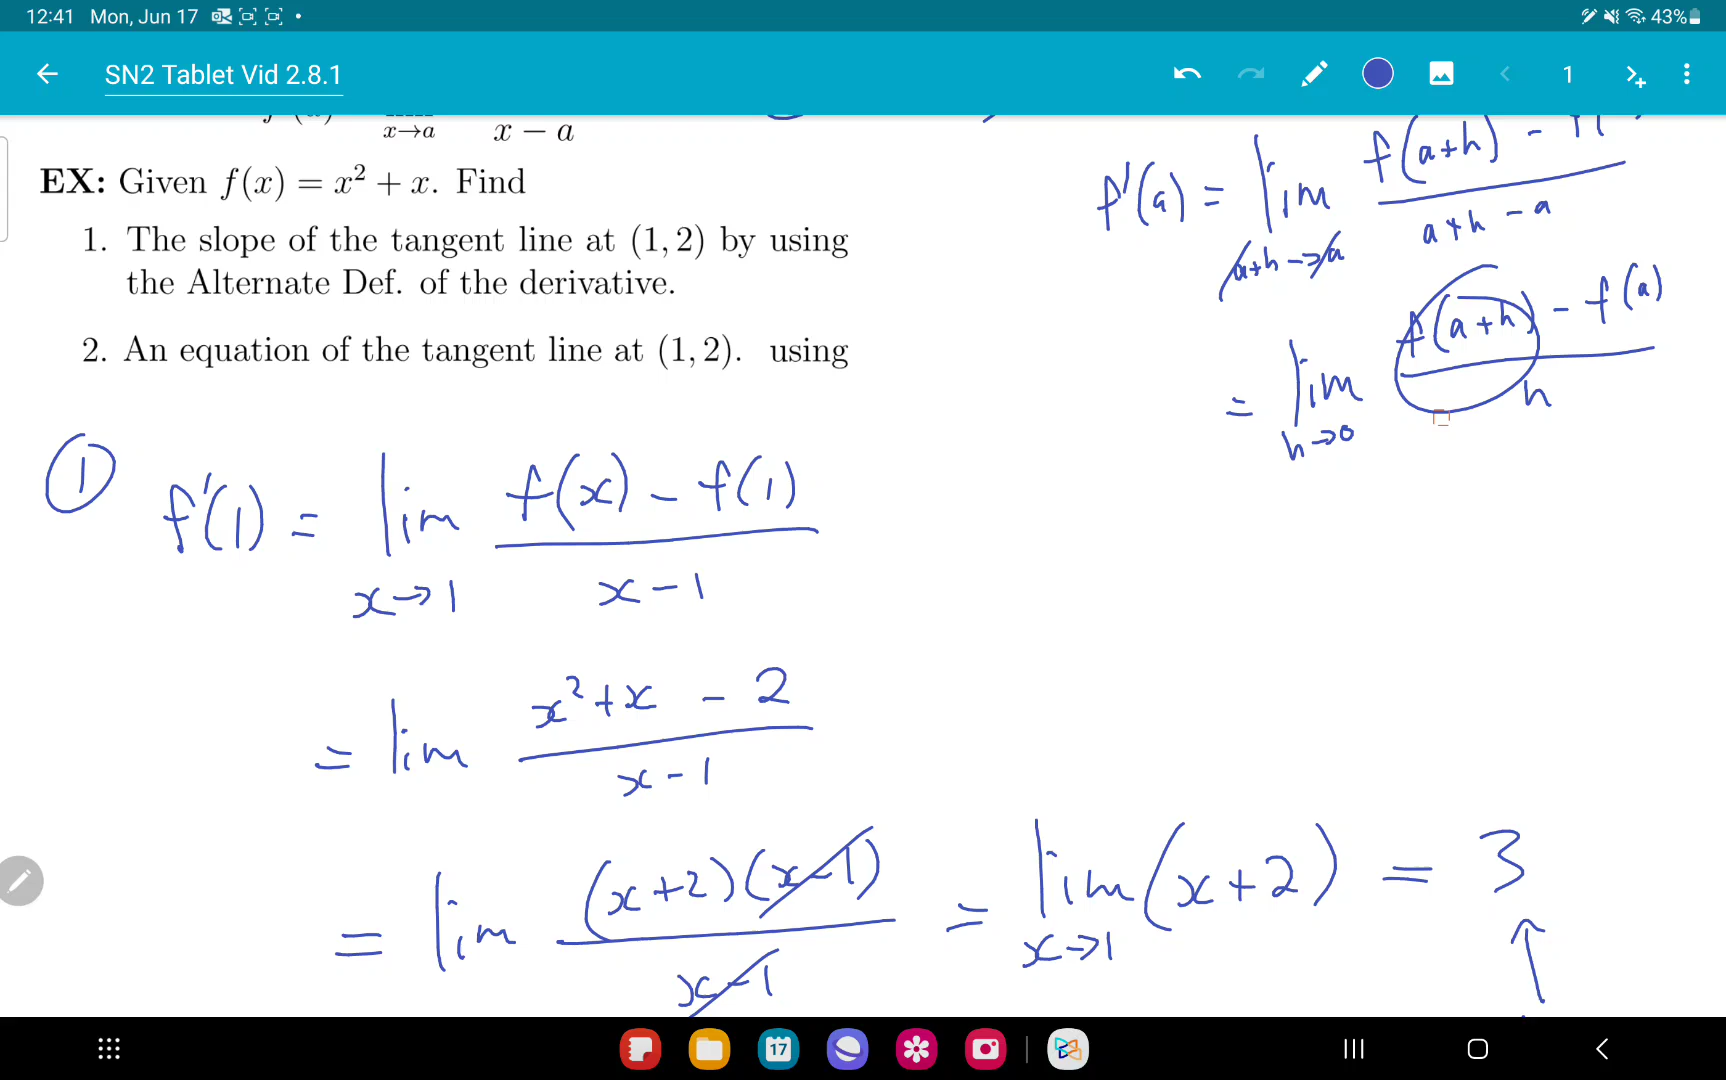 12:41 Mon, Jun 17 43%
SN2 Tablet Vid 2.8.1
1
x→a x − a
EX: Given f(x) = x² + x. Find
1. The slope of the tangent line at (1, 2) by using
the Alternate Def. of the derivative.
2. An equation of the tangent line at (1, 2). using
f'(a) = lim f(a+h) -
a+h→a a+h - a
= lim f(a+h) - f(a)
h→0 h
① f'(1) = lim f(x) - f(1)
x→1 x - 1
= lim x²+x - 2
x - 1
= lim (x+2)(x-1) = lim (x+2) = 3
x-1 x→1 ↑
17